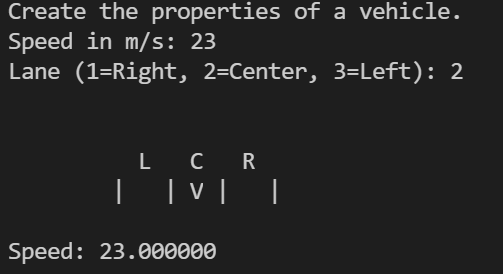 Create the properties of a vehicle.
Speed in m/s: 23
Lane (1=Right, 2=Center, 3=Left): 2
L   C   R
|   | V |   |
Speed: 23.000000